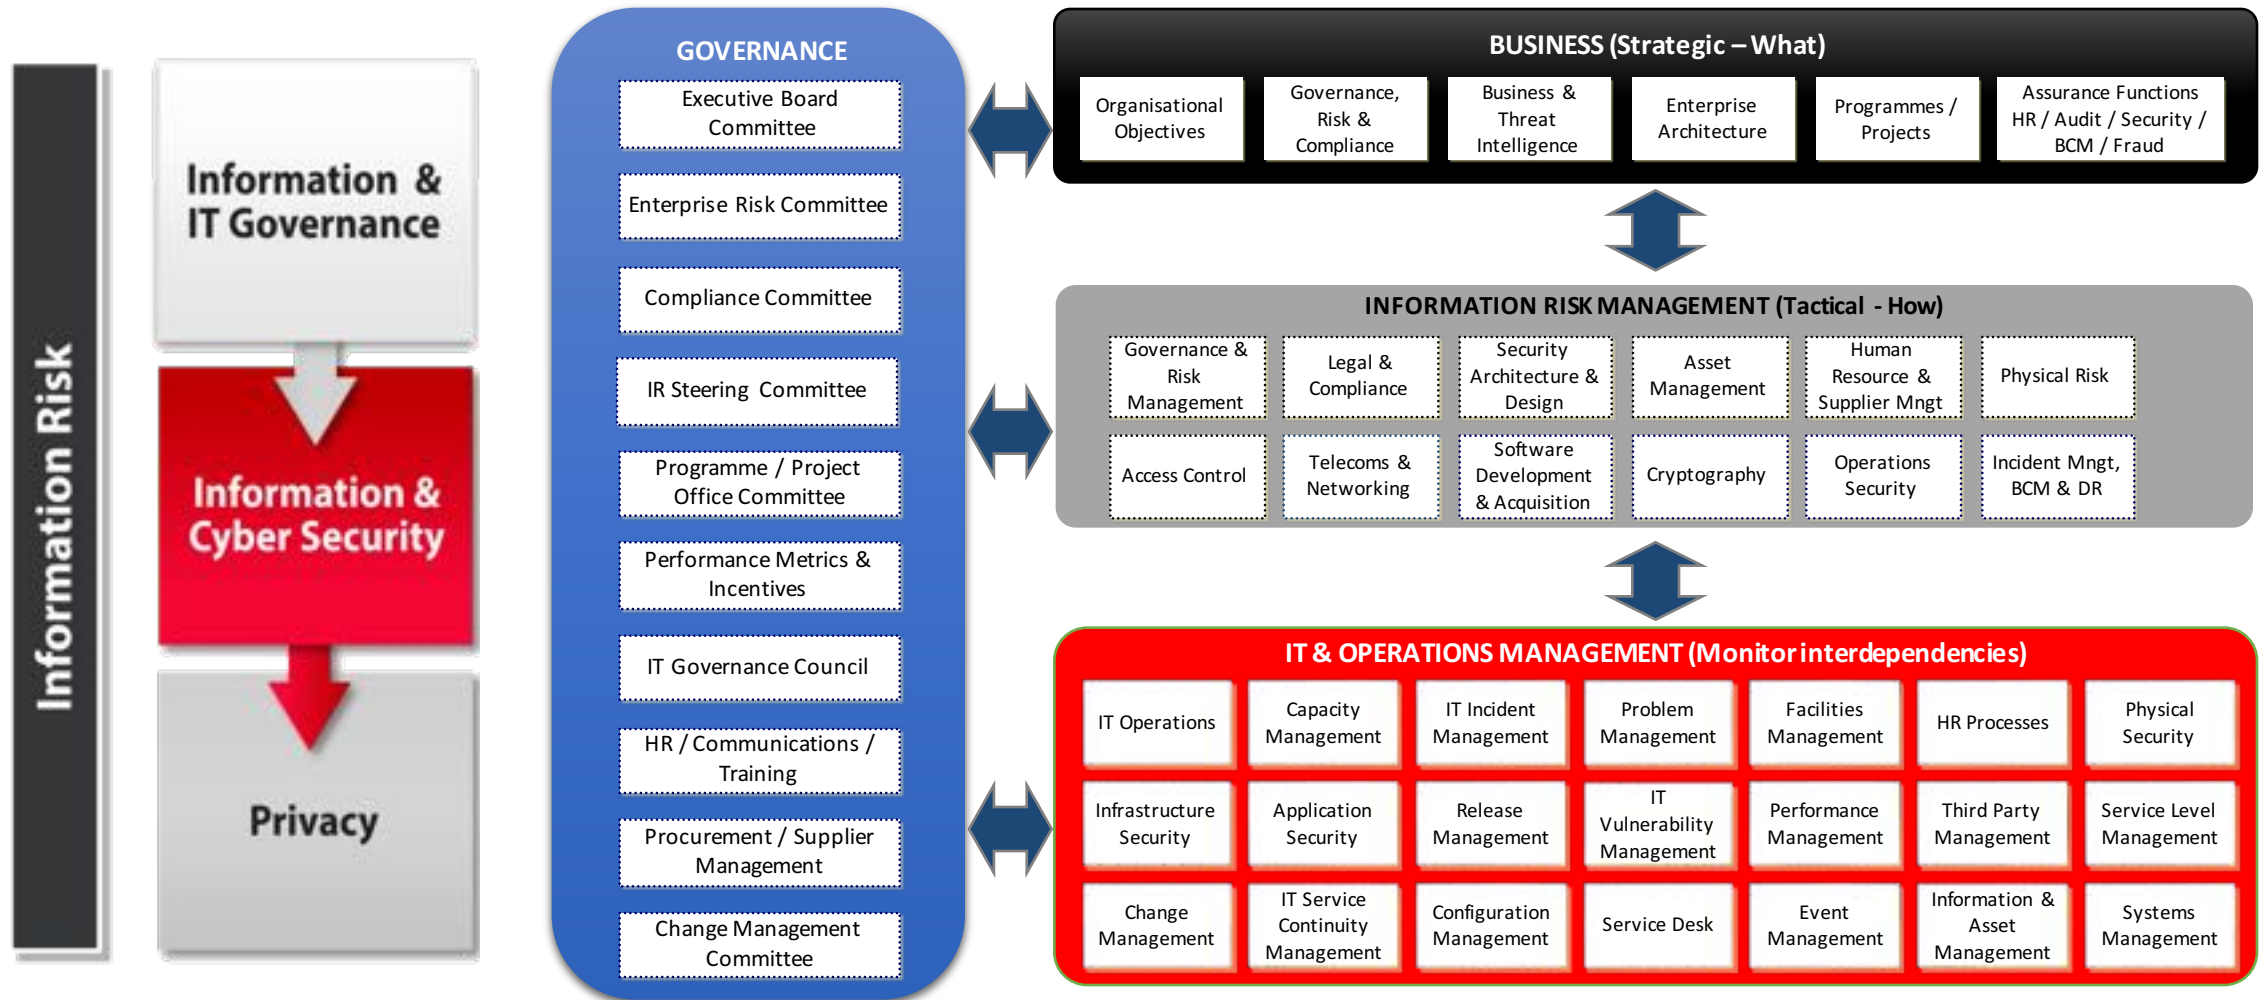 Information Risk
Information &
IT Governance
Information &
Cyber Security
Privacy
GOVERNANCE
Executive Board
Committee
Enterprise Risk Committee
Compliance Committee
IR Steering Committee
Programme / Project
Office Committee
Performance Metrics &
Incentives
IT Governance Council
HR / Communications /
Training
Procurement / Supplier
Management
Change Management
Committee
BUSINESS (Strategic – What)
Organisational
Objectives
Governance,
Risk &
Compliance
Business &
Threat
Intelligence
Enterprise
Architecture
Programmes /
Projects
Assurance Functions
HR / Audit / Security /
BCM / Fraud
INFORMATION RISK MANAGEMENT (Tactical - How)
Governance &
Risk
Management
Legal &
Compliance
Security
Architecture &
Design
Asset
Management
Human
Resource &
Supplier Mngt
Physical Risk
Access Control
Telecoms &
Networking
Software
Development
& Acquisition
Cryptography
Operations
Security
Incident Mngt,
BCM & DR
IT & OPERATIONS MANAGEMENT (Monitor interdependencies)
IT Operations
Capacity
Management
IT Incident
Management
Problem
Management
Facilities
Management
HR Processes
Physical
Security
Infrastructure
Security
Application
Security
Release
Management
IT
Vulnerability
Management
Performance
Management
Third Party
Management
Service Level
Management
Change
Management
IT Service
Continuity
Management
Configuration
Management
Service Desk
Event
Management
Information &
Asset
Management
Systems
Management